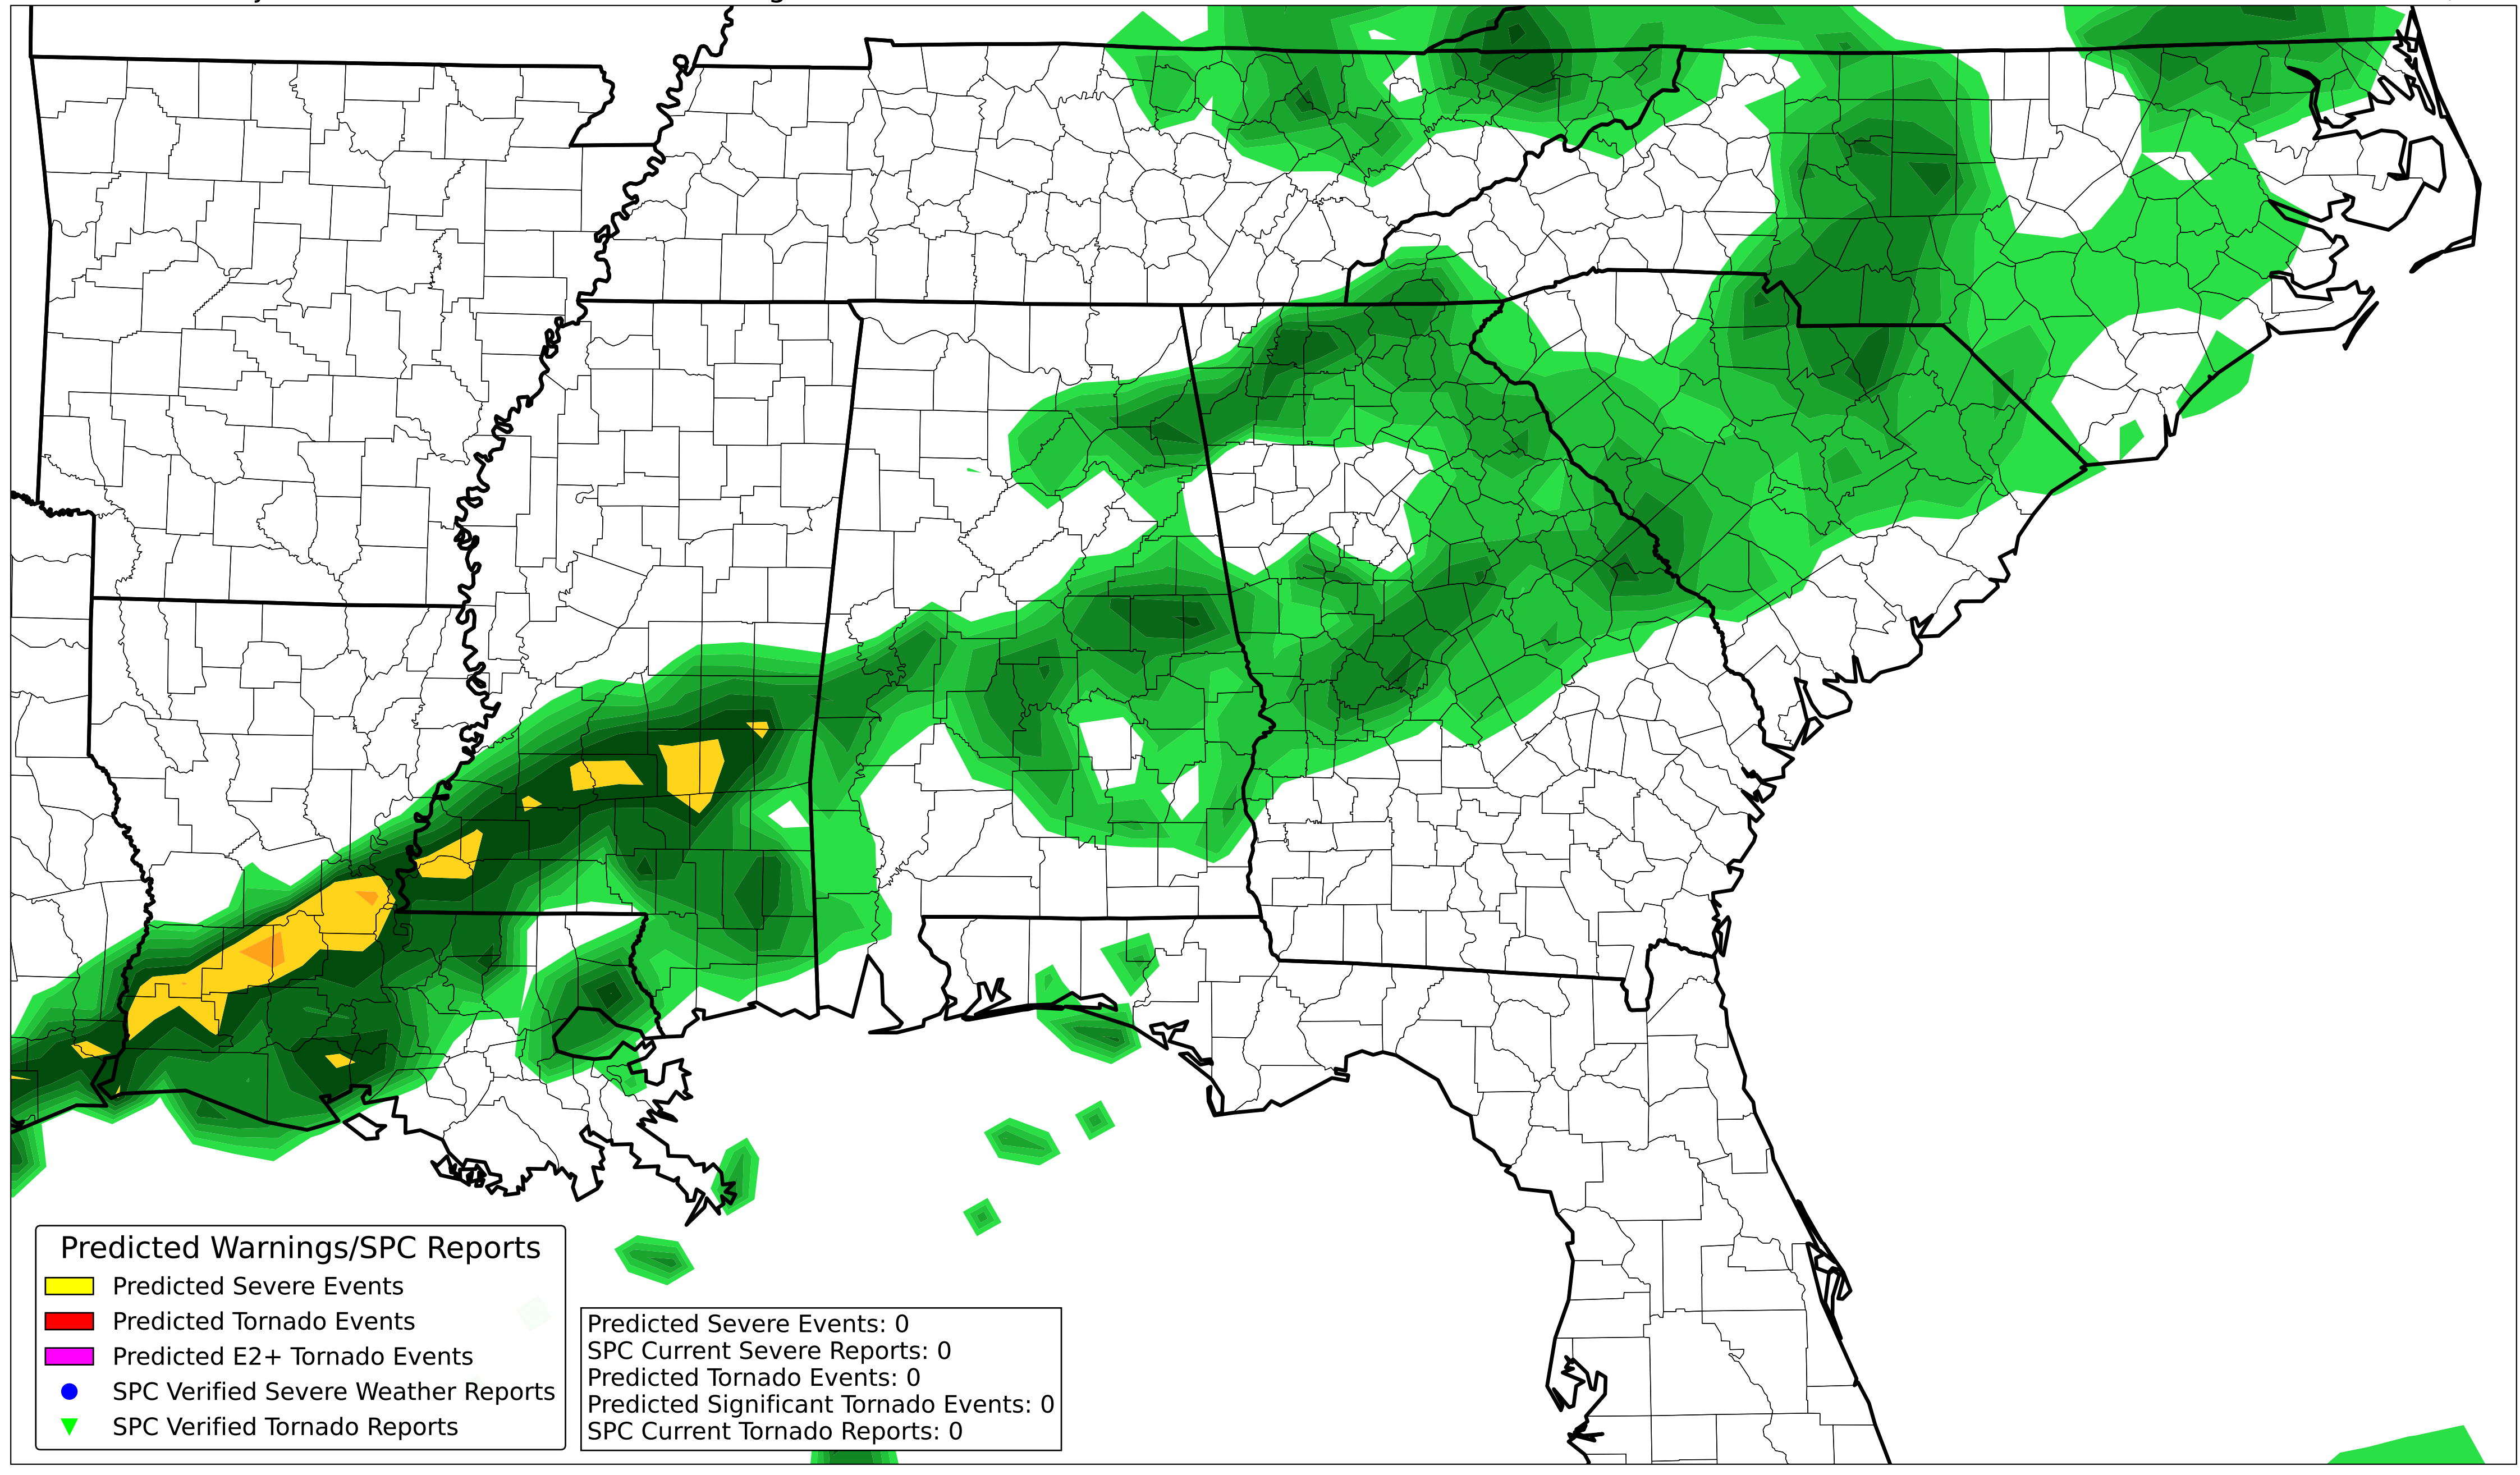 Predicted Warnings/SPC Reports
Predicted Severe Events
Predicted Tornado Events
Predicted E2+ Tornado Events
SPC Verified Severe Weather Reports
SPC Verified Tornado Reports
Predicted Severe Events: 0
SPC Current Severe Reports: 0
Predicted Tornado Events: 0
Predicted Significant Tornado Events: 0
SPC Current Tornado Reports: 0